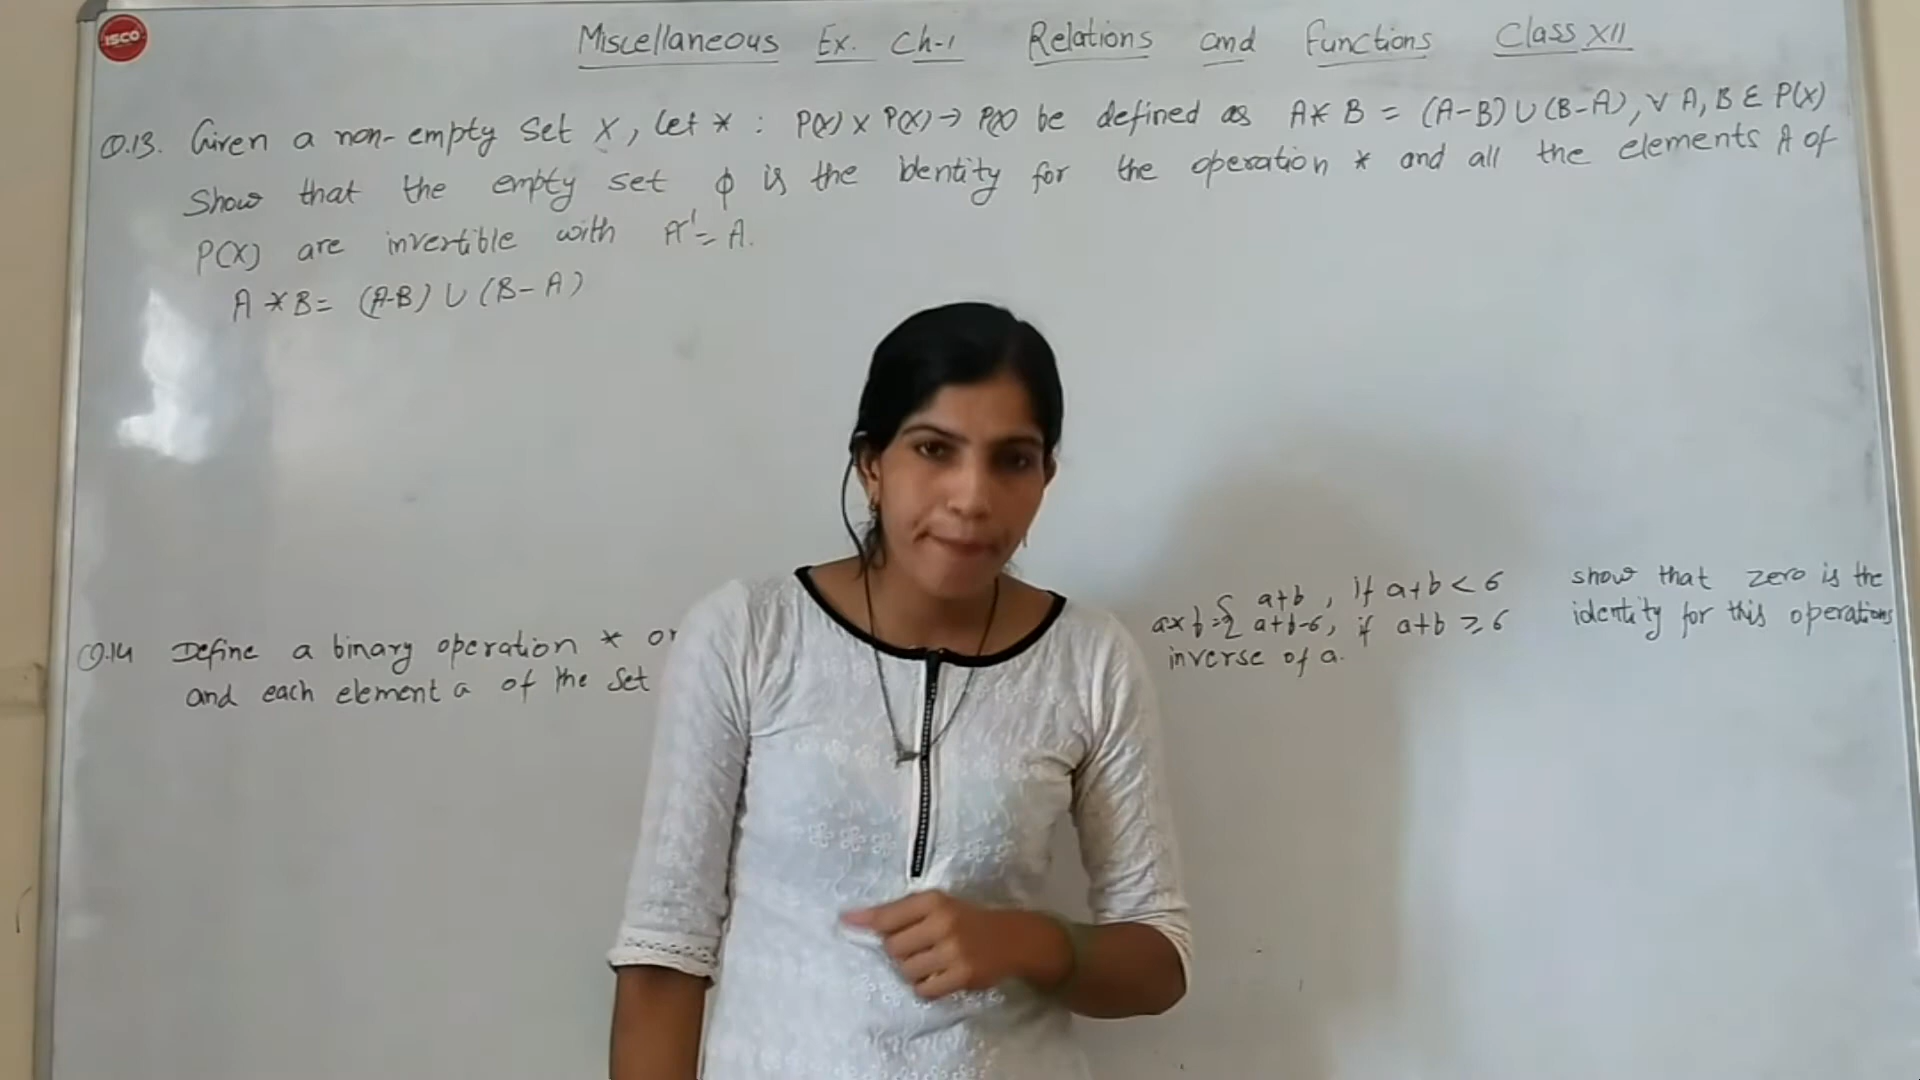 ISCO
Miscellaneous Ex. Ch-1 Relations and Functions Class XII
Q.13. Given a non-empty set X, let * : P(X) × P(X) → P(X) be defined as A * B = (A-B) ∪ (B-A), ∀ A, B ∈ P(X)
Show that the empty set ϕ is the identity for the operation * and all the elements A of
P(X) are invertible with A⁻¹ = A.
A * B = (A-B) ∪ (B-A)
Q.14 Define a binary operation * a*b = { a+b, if a+b < 6 show that zero is the
a+b-6, if a+b ≥ 6 identity for this operations
and each element a of the set inverse of a.